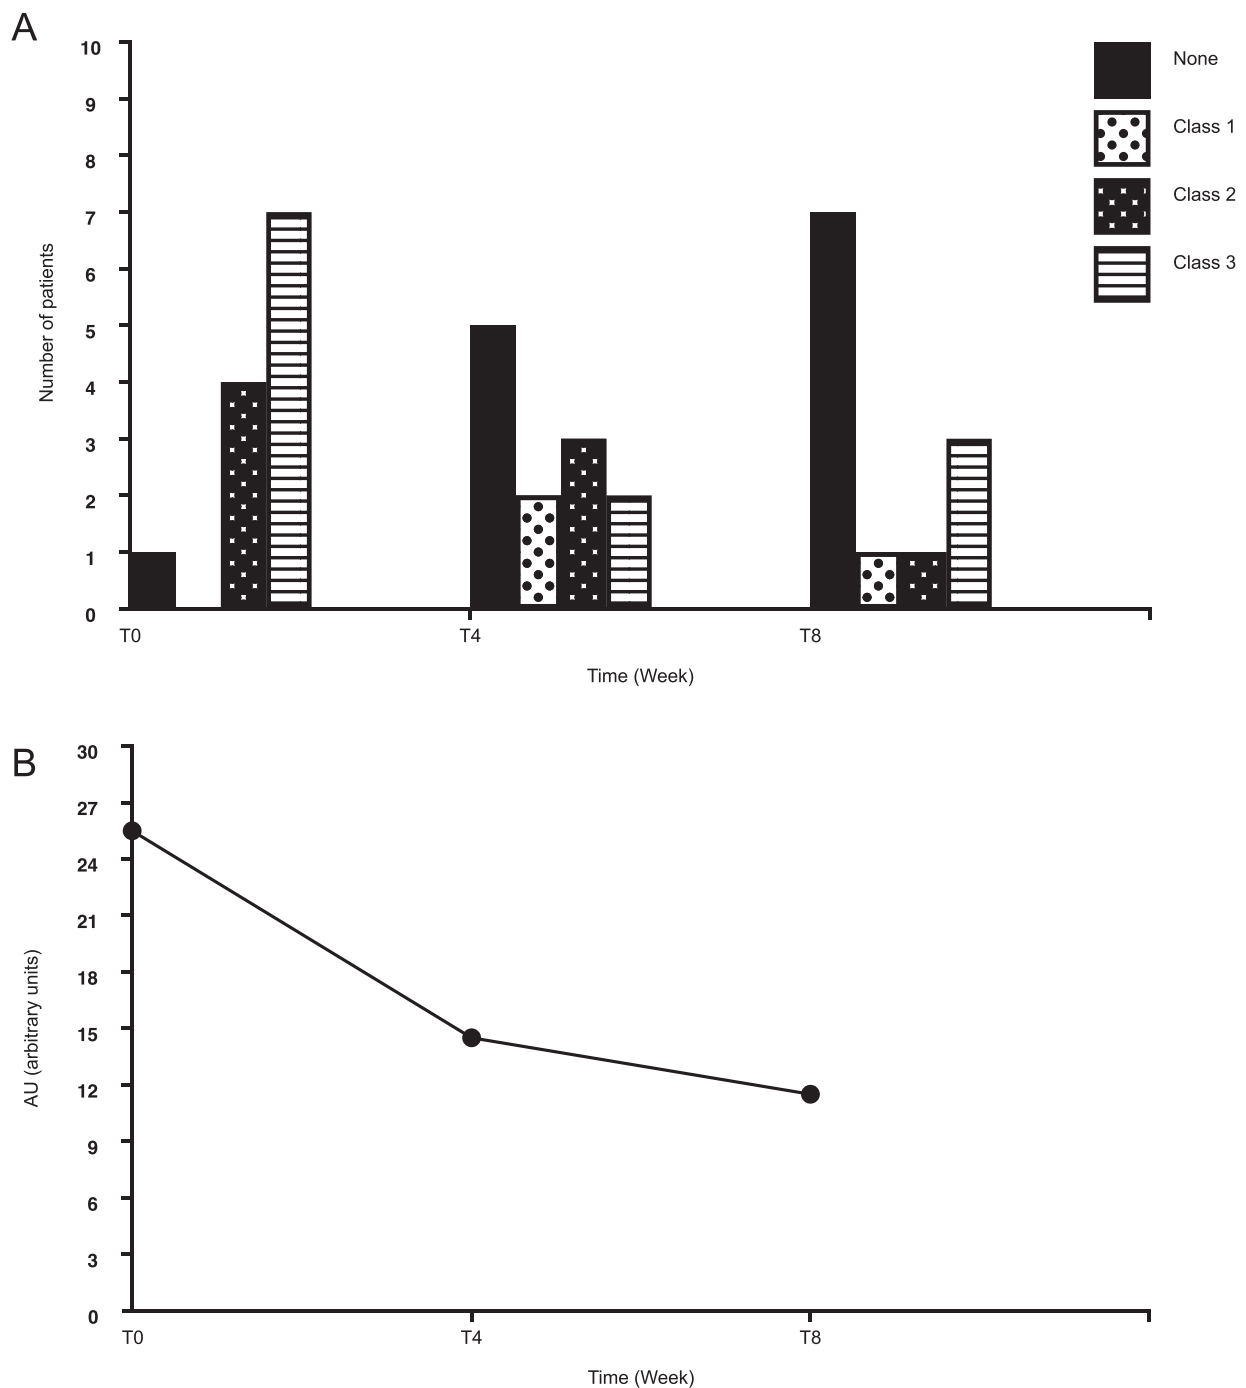 A
10
9
8
7
6
5
4
3
2
1
0
Number of patients
T0 T4 T8
Time (Week)
None
Class 1
Class 2
Class 3
B
30
27
24
21
18
15
12
9
6
3
0
AU (arbitrary units)
T0 T4 T8
Time (Week)